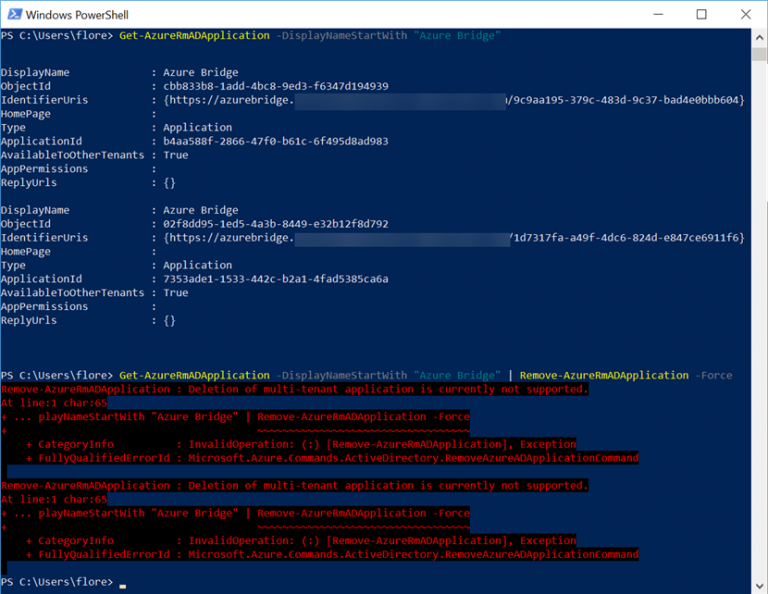 Windows PowerShell
PS C:\Users\flore> Get-AzureRmADApplication -DisplayNameStartWith "Azure Bridge"
DisplayName : Azure Bridge
ObjectId : cbb833b8-1add-4bc8-9ed3-f6347d194939
IdentifierUris : {https://azurebridge. /9c9aa195-379c-483d-9c37-bad4e0bbb604}
HomePage :
Type : Application
ApplicationId : b4aa588f-2866-47f0-b61c-6f495d8ad983
AvailableToOtherTenants : True
AppPermissions :
ReplyUrls : {}
DisplayName : Azure Bridge
ObjectId : 02f8dd95-1ed5-4a3b-8449-e32b12f8d792
IdentifierUris : {https://azurebridge. /1d7317fa-a49f-4dc6-824d-e847ce6911f6}
HomePage :
Type : Application
ApplicationId : 7353ade1-1533-442c-b2a1-4fad5385ca6a
AvailableToOtherTenants : True
AppPermissions :
ReplyUrls : {}
PS C:\Users\flore> Get-AzureRmADApplication -DisplayNameStartWith "Azure Bridge" | Remove-AzureRmADApplication -Force
Remove-AzureRmADApplication : Deletion of multi-tenant application is currently not supported.
At line:1 char:65
+ ... playNameStartWith "Azure Bridge" | Remove-AzureRmADApplication -Force
+ ~~~~~~~~~~~~~~~~~~~~~~~~~~~~~~~~~~
+ CategoryInfo : InvalidOperation: (:) [Remove-AzureRmADApplication], Exception
+ FullyQualifiedErrorId : Microsoft.Azure.Commands.ActiveDirectory.RemoveAzureADApplicationCommand
Remove-AzureRmADApplication : Deletion of multi-tenant application is currently not supported.
At line:1 char:65
+ ... playNameStartWith "Azure Bridge" | Remove-AzureRmADApplication -Force
+ ~~~~~~~~~~~~~~~~~~~~~~~~~~~~~~~~~~
+ CategoryInfo : InvalidOperation: (:) [Remove-AzureRmADApplication], Exception
+ FullyQualifiedErrorId : Microsoft.Azure.Commands.ActiveDirectory.RemoveAzureADApplicationCommand
PS C:\Users\flore>